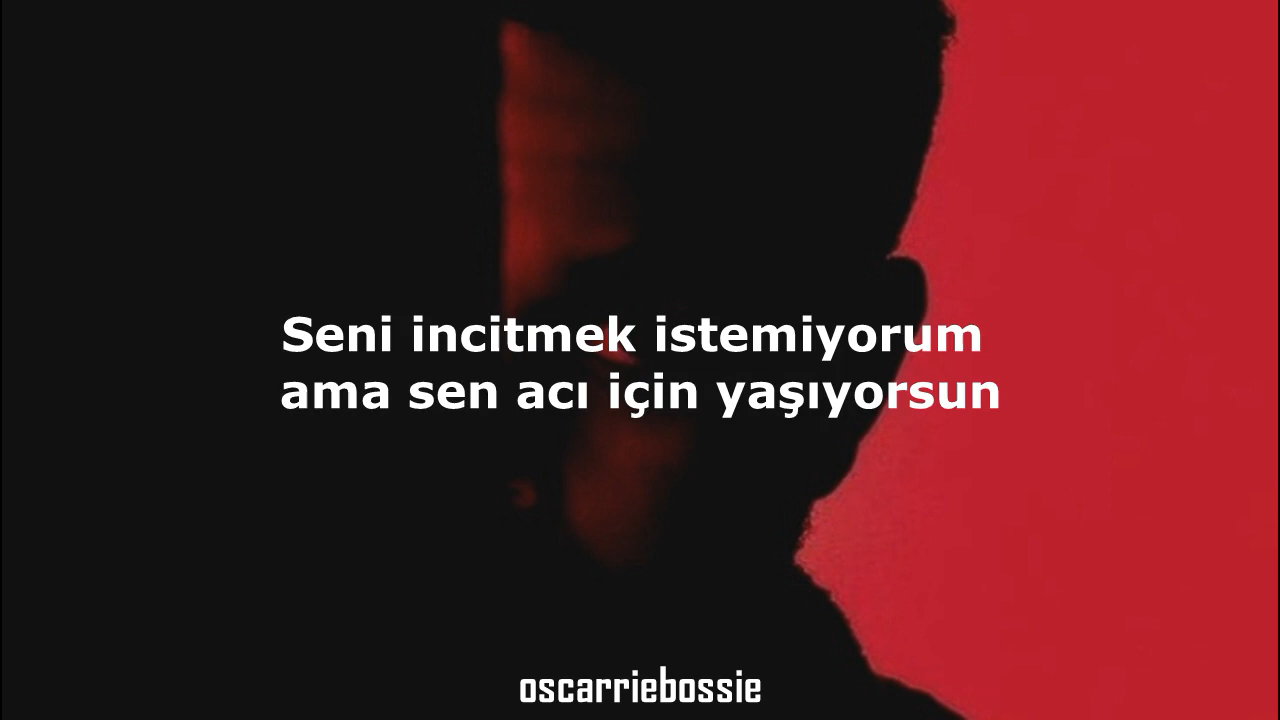 Seni incitmek istemiyorum
ama sen acı için yaşıyorsun
oscarriebossie